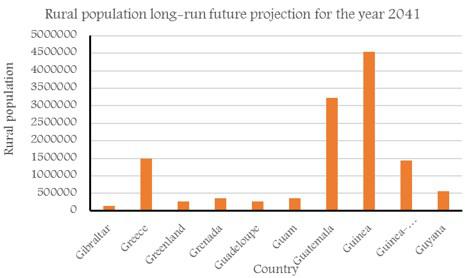 Rural population long-run future projection for the year 2041
Rural population
5000000
4500000
4000000
3500000
3000000
2500000
2000000
1500000
1000000
500000
0
Gibraltar
Greece
Greenland
Grenada
Guadeloupe
Guam
Guatemala
Guinea
Guinea-…
Guyana
Country